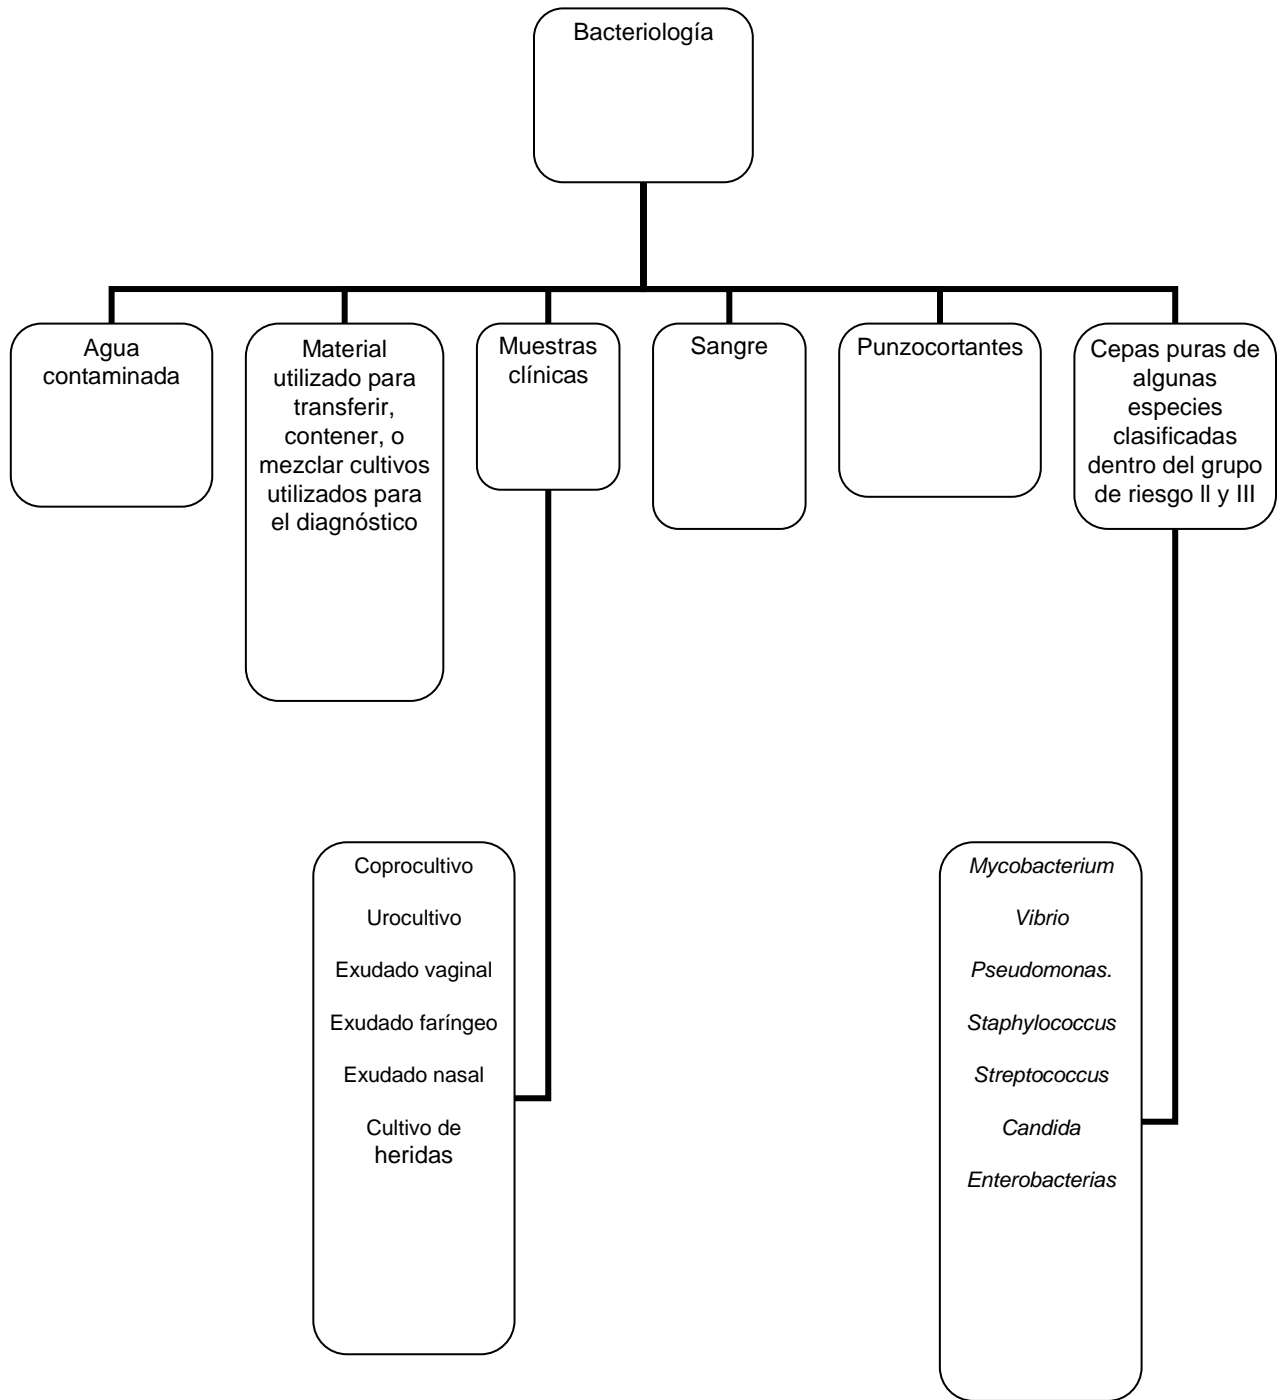 Bacteriología
Agua
contaminada
Material
utilizado para
transferir,
contener, o
mezclar cultivos
utilizados para
el diagnóstico
Muestras
clínicas
Sangre
Punzocortantes
Cepas puras de
algunas
especies
clasificadas
dentro del grupo
de riesgo II y III
Coprocultivo
Urocultivo
Exudado vaginal
Exudado faríngeo
Exudado nasal
Cultivo de
heridas
Mycobacterium
Vibrio
Pseudomonas.
Staphylococcus
Streptococcus
Candida
Enterobacterias